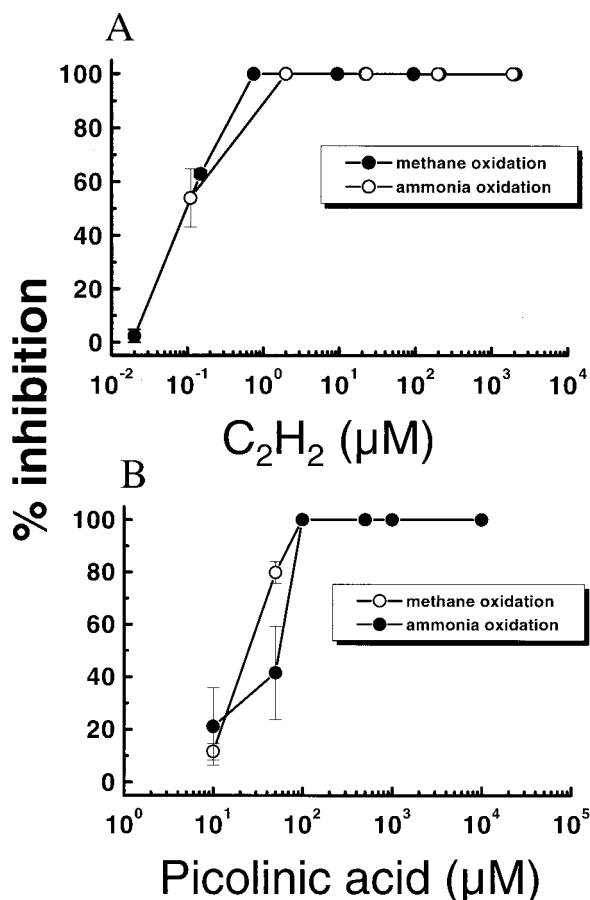 A
100
80
60
40
20
0
methane oxidation
ammonia oxidation
10⁻² 10⁻¹ 10⁰ 10¹ 10² 10³ 10⁴
C₂H₂ (µM)
% inhibition
B
100
80
60
40
20
0
methane oxidation
ammonia oxidation
10⁰ 10¹ 10² 10³ 10⁴ 10⁵
Picolinic acid (µM)